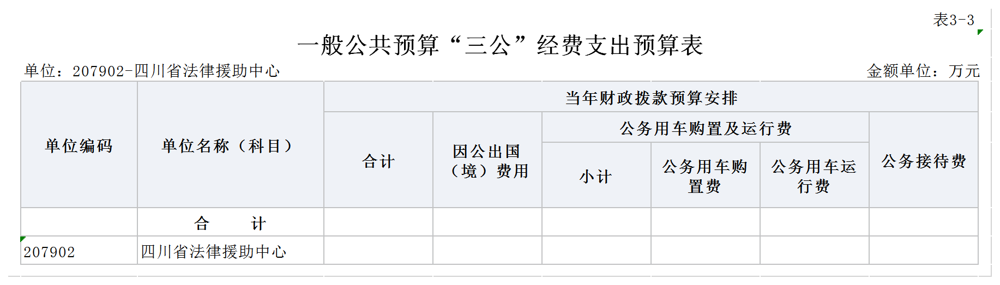 表3-3
一般公共预算“三公”经费支出预算表
单位：207902-四川省法律援助中心
金额单位：万元
单位编码
单位名称（科目）
当年财政拨款预算安排
合计
因公出国
（境）费用
公务用车购置及运行费
小计
公务用车购
置费
公务用车运
行费
公务接待费
合 计
207902
四川省法律援助中心